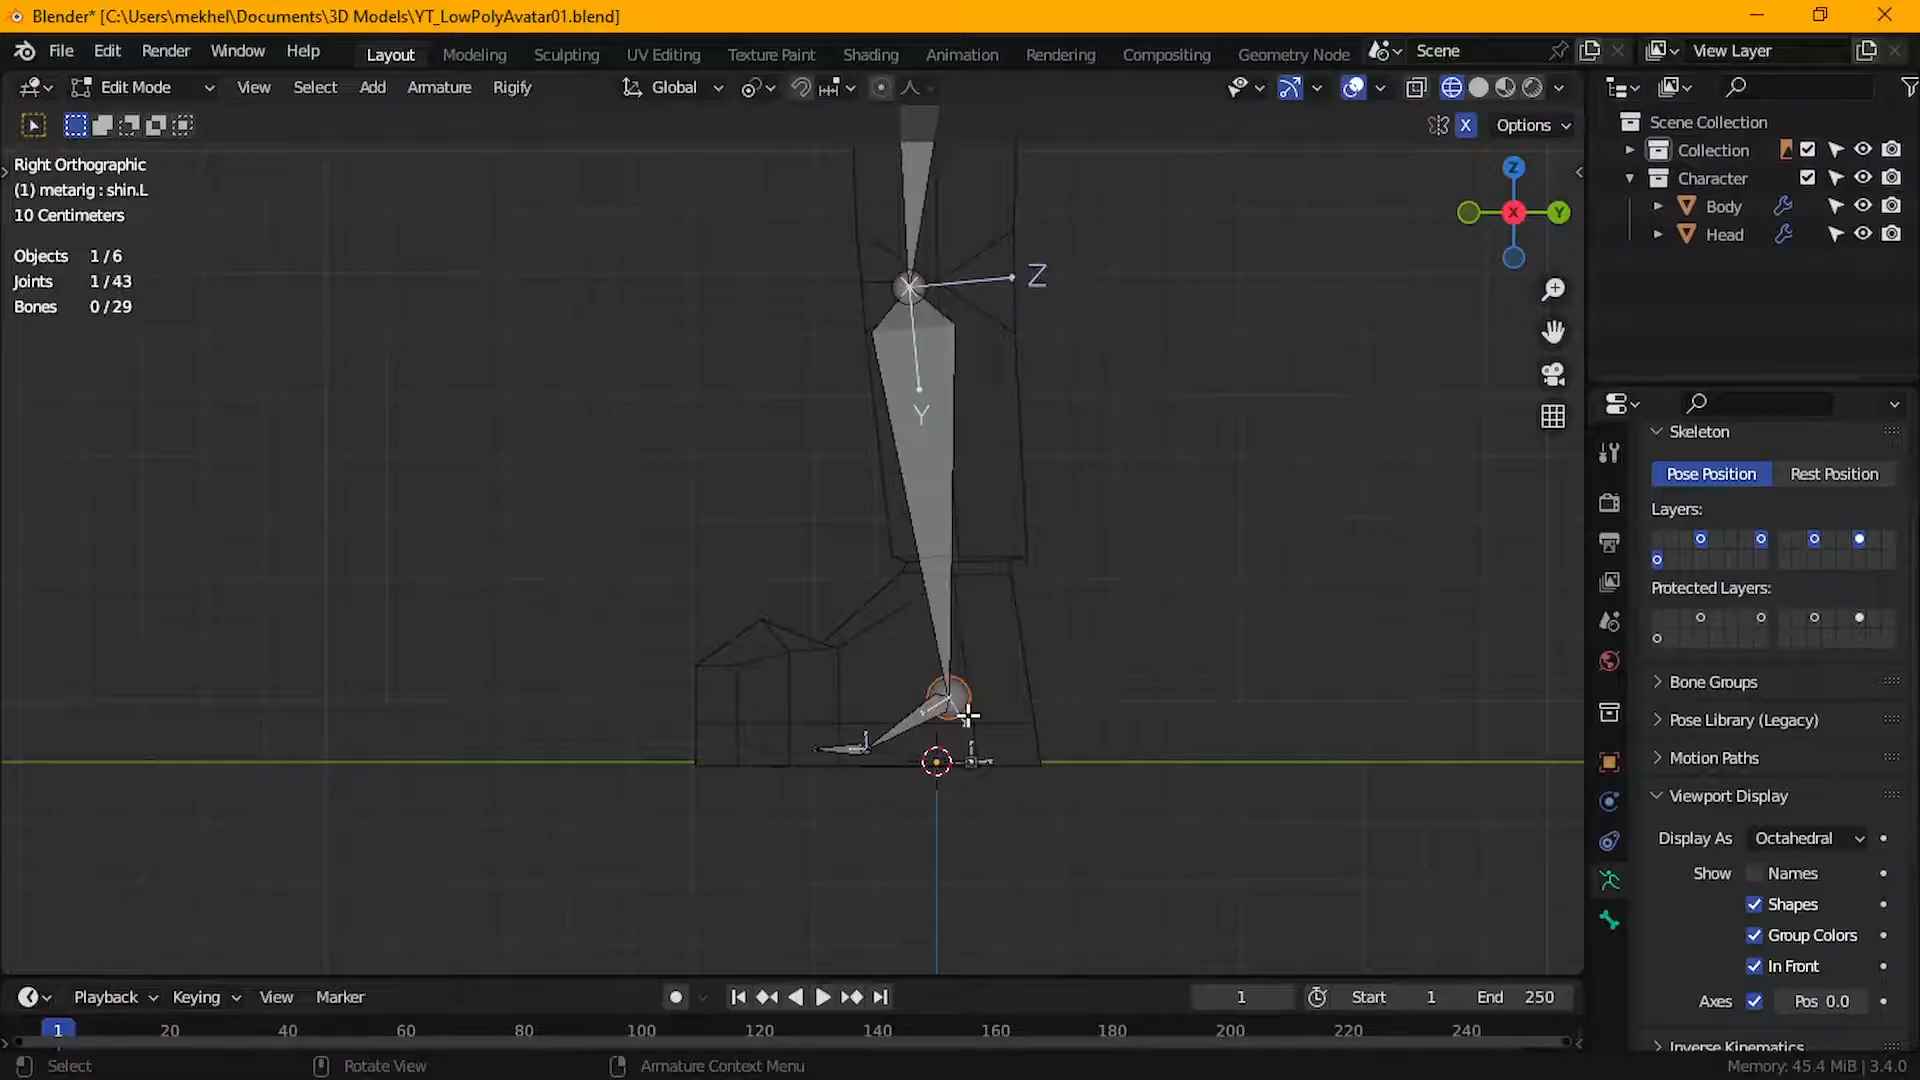 Blender* [C:\Users\mekhel\Documents\3D Models\YT_LowPolyAvatar01.blend]
File Edit Render Window Help Layout Modeling Sculpting UV Editing Texture Paint Shading Animation Rendering Compositing Geometry Node Scene View Layer
Edit Mode View Select Add Armature Rigify Global
X Options
Right Orthographic
(1) metarig : shin.L
10 Centimeters
Objects 1 / 6
Joints 1 / 43
Bones 0 / 29
Z
Y
Z
X
Y
Scene Collection
Collection
Character
Body
Head
Skeleton
Pose Position Rest Position
Layers:
Protected Layers:
Bone Groups
Pose Library (Legacy)
Motion Paths
Viewport Display
Display As Octahedral
Show Names
Shapes
Group Colors
In Front
Axes Pos 0.0
Inverse Kinematics
Playback Keying View Marker 1 Start 1 End 250
1 20 40 60 80 100 120 140 160 180 200 220 240
Select Rotate View Armature Context Menu Memory: 45.4 MiB | 3.4.0